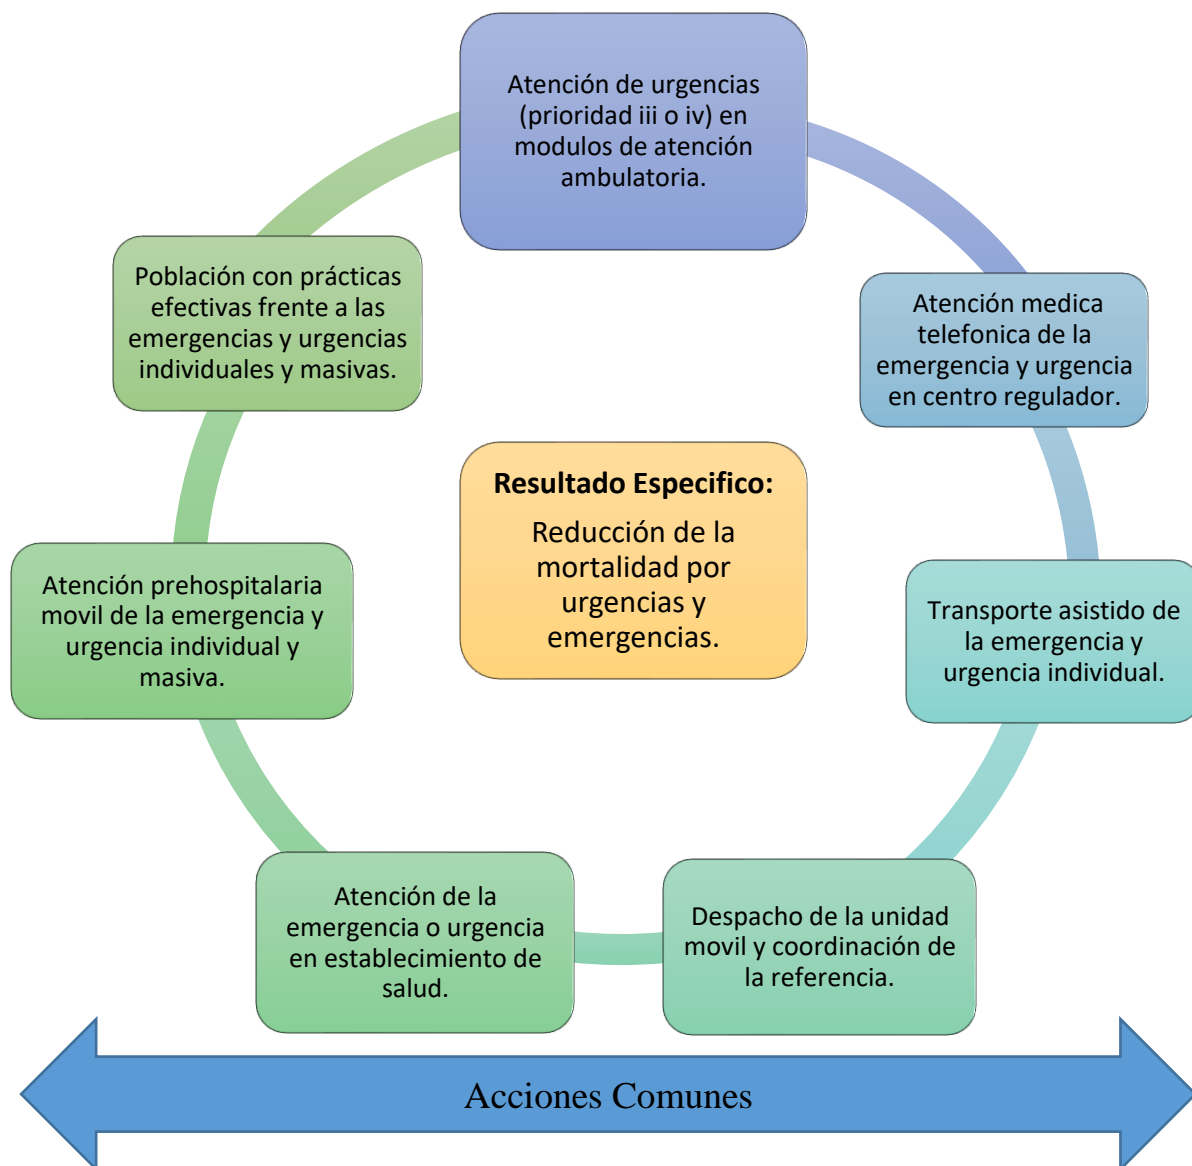 Atención de urgencias
(prioridad iii o iv) en
modulos de atención
ambulatoria.
Atención medica
telefonica de la
emergencia y urgencia
en centro regulador.
Transporte asistido de
la emergencia y
urgencia individual.
Despacho de la unidad
movil y coordinación de
la referencia.
Atención de la
emergencia o urgencia
en establecimiento de
salud.
Atención prehospitalaria
movil de la emergencia y
urgencia individual y
masiva.
Población con prácticas
efectivas frente a las
emergencias y urgencias
individuales y masivas.
Resultado Especifico:
Reducción de la
mortalidad por
urgencias y
emergencias.
Acciones Comunes